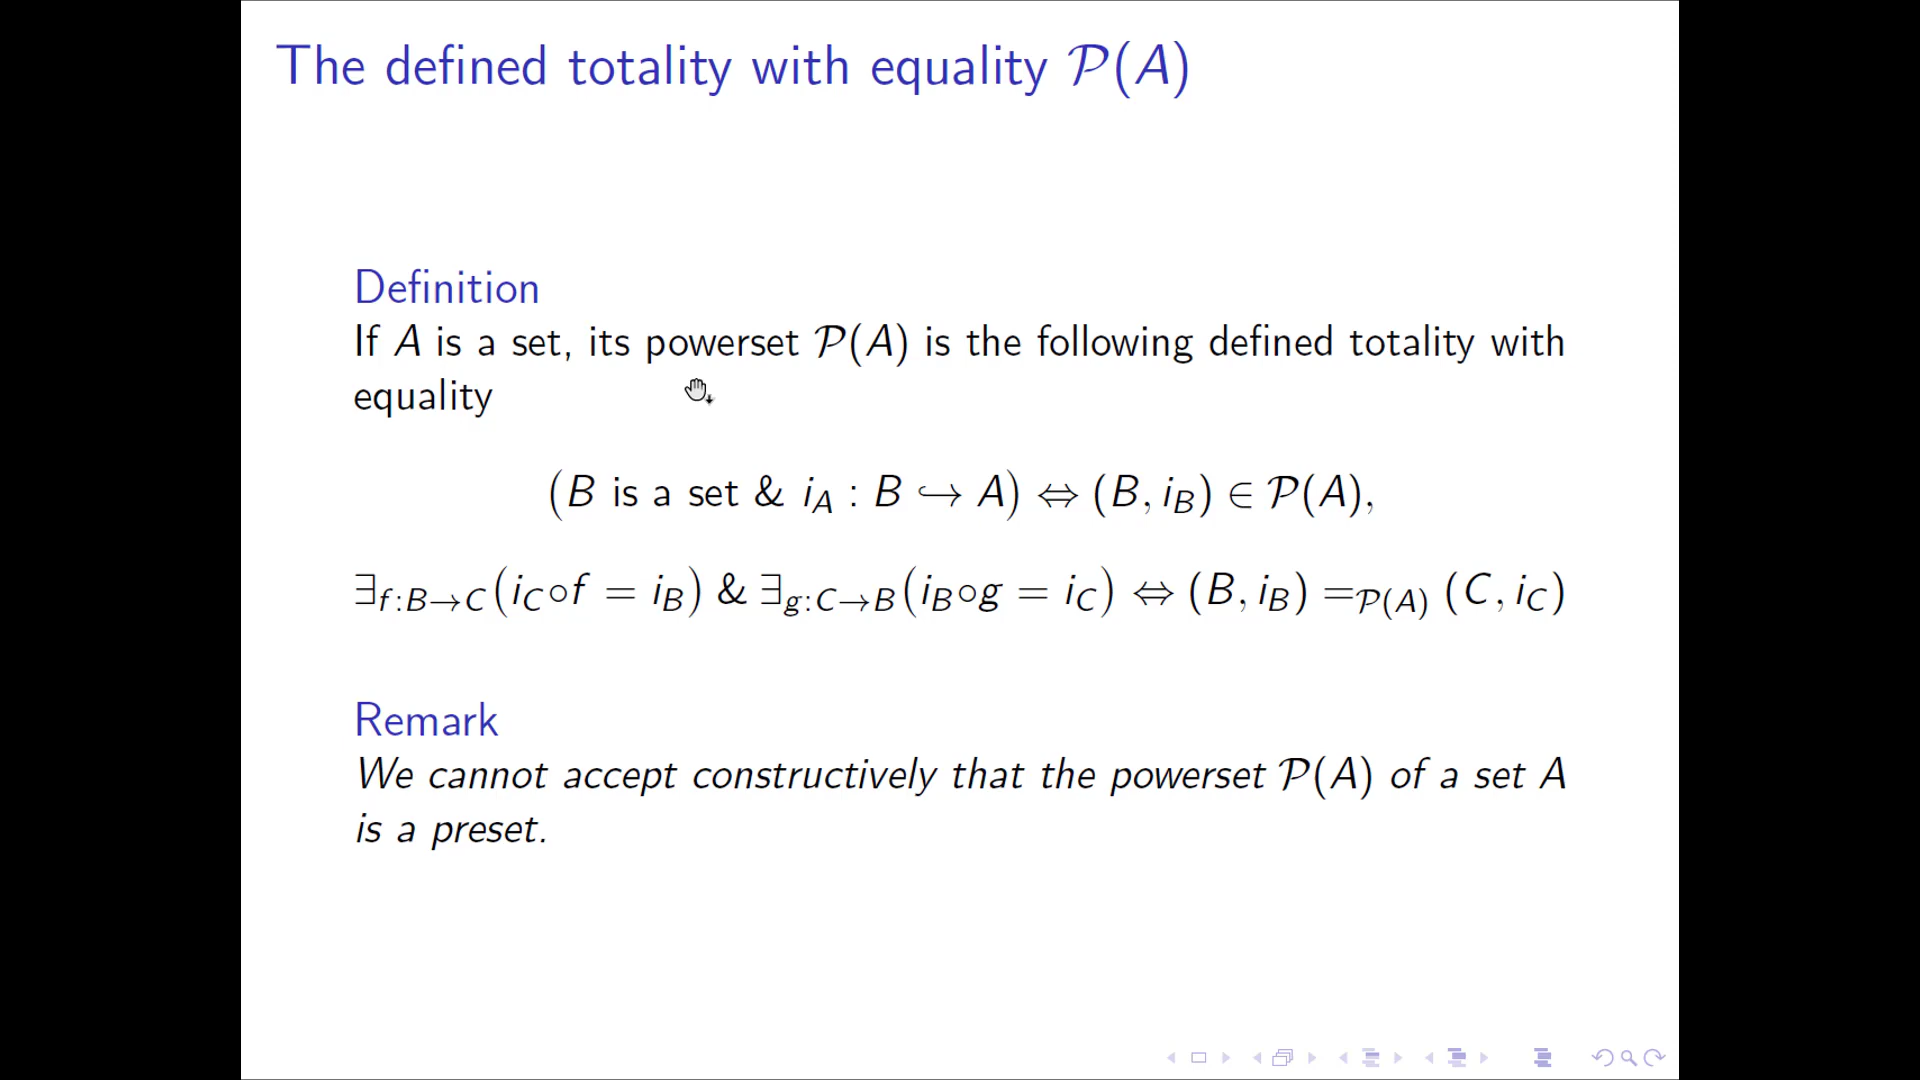 The defined totality with equality 𝒫(A)
Definition
If A is a set, its powerset 𝒫(A) is the following defined totality with
equality
(B is a set & i_A : B ↪ A) ⇔ (B, i_B) ∈ 𝒫(A),
∃_{f:B→C}(i_C∘f = i_B) & ∃_{g:C→B}(i_B∘g = i_C) ⇔ (B, i_B) =_{𝒫(A)} (C, i_C)
Remark
We cannot accept constructively that the powerset 𝒫(A) of a set A
is a preset.